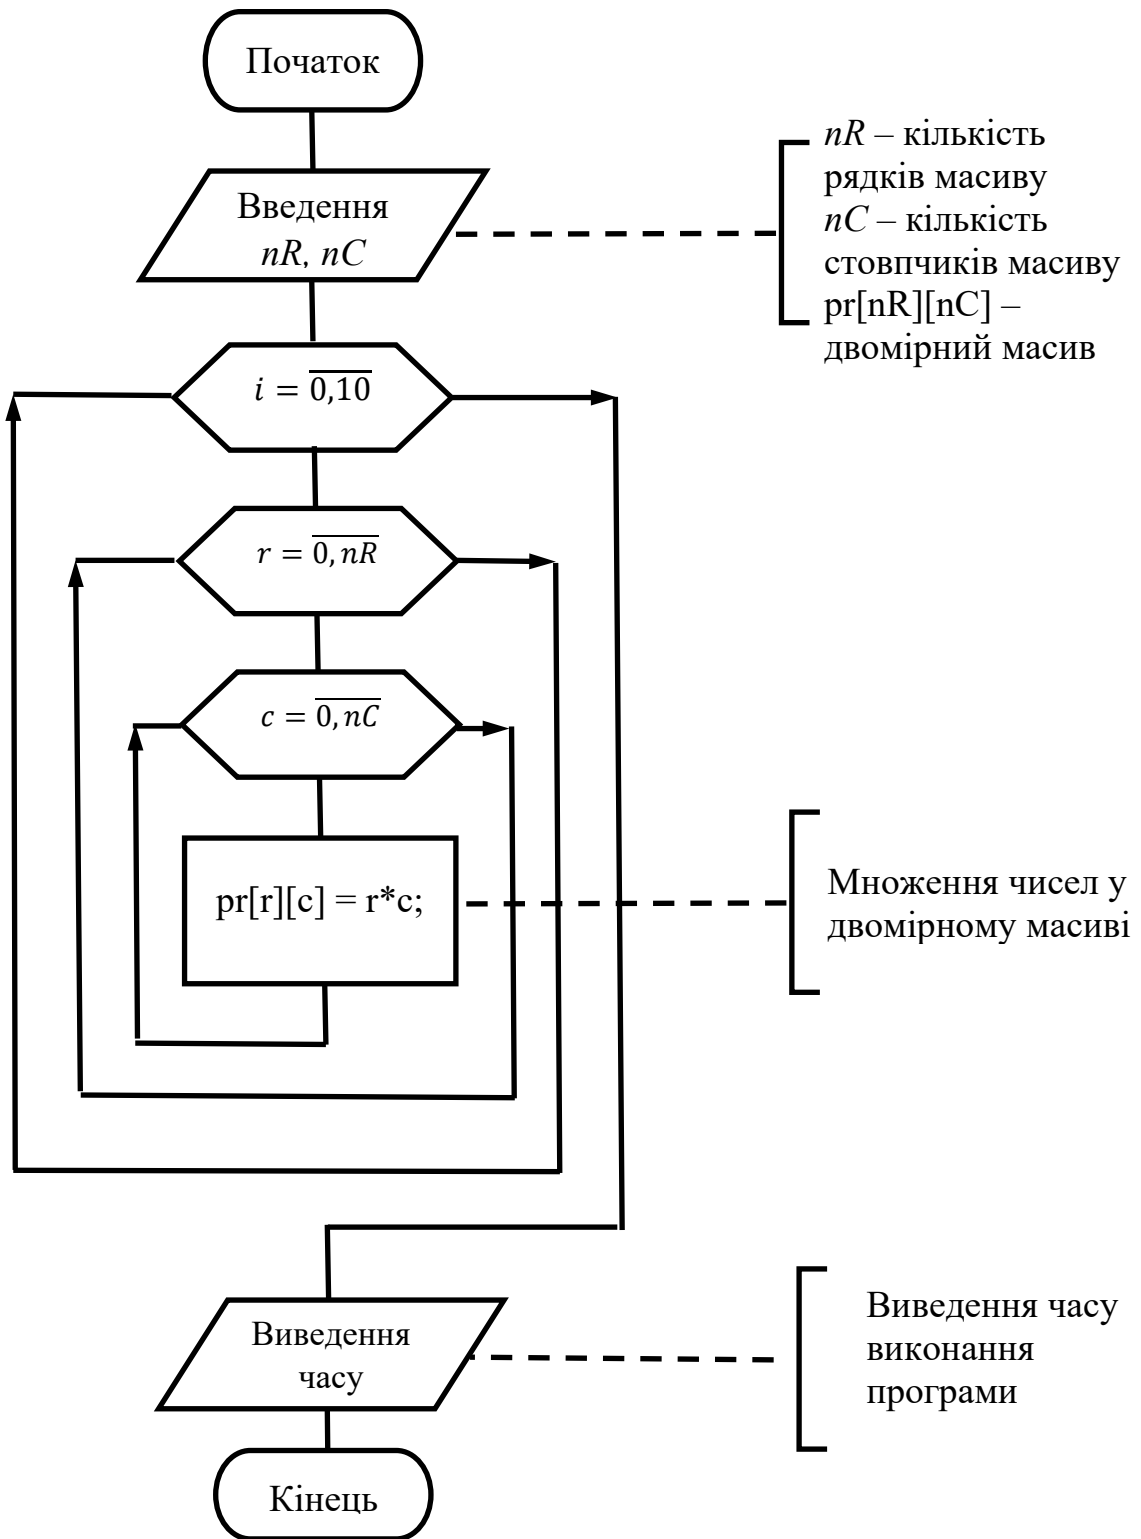 Початок
Введення
nR, nC
nR – кількість
рядків масиву
nC – кількість
стовпчиків масиву
pr[nR][nC] –
двомірний масив
i = 0,10
r = 0, nR
c = 0, nC
pr[r][c] = r*c;
Множення чисел у
двомірному масиві
Виведення
часу
Виведення часу
виконання
програми
Кінець